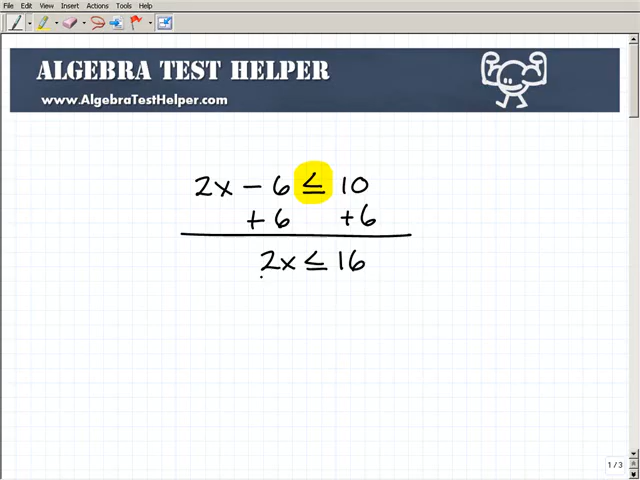 File Edit View Insert Actions Tools Help
ALGEBRA TEST HELPER
www.AlgebraTestHelper.com
2x − 6 ≤ 10
+ 6 +6
2x ≤ 16
1 / 3